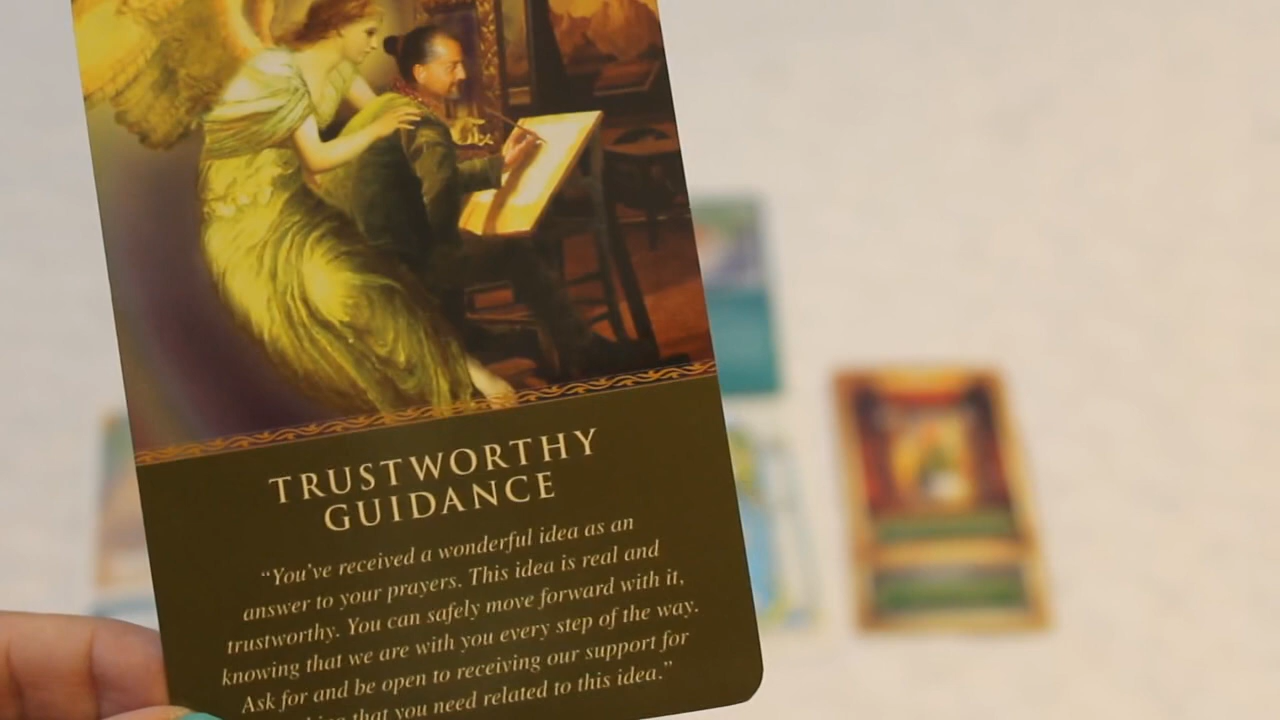 TRUSTWORTHY
GUIDANCE
“You’ve received a wonderful idea as an
answer to your prayers. This idea is real and
trustworthy. You can safely move forward with it,
knowing that we are with you every step of the way.
Ask for and be open to receiving our support for
that you need related to this idea.”